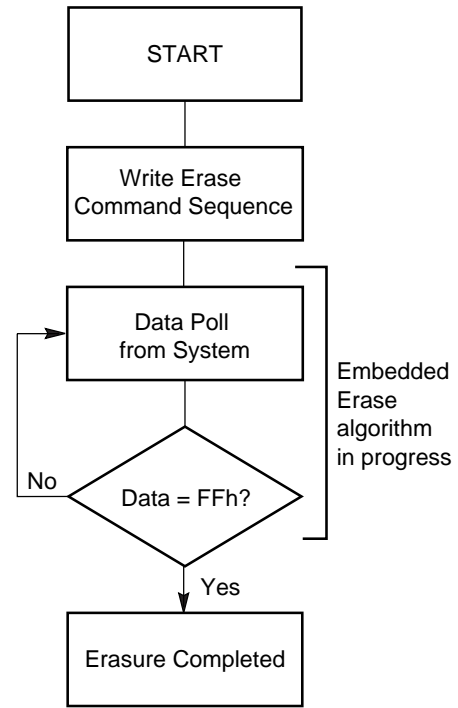 START
Write Erase
Command Sequence
Data Poll
from System
Embedded
Erase
algorithm
in progress
No
Data = FFh?
Yes
Erasure Completed